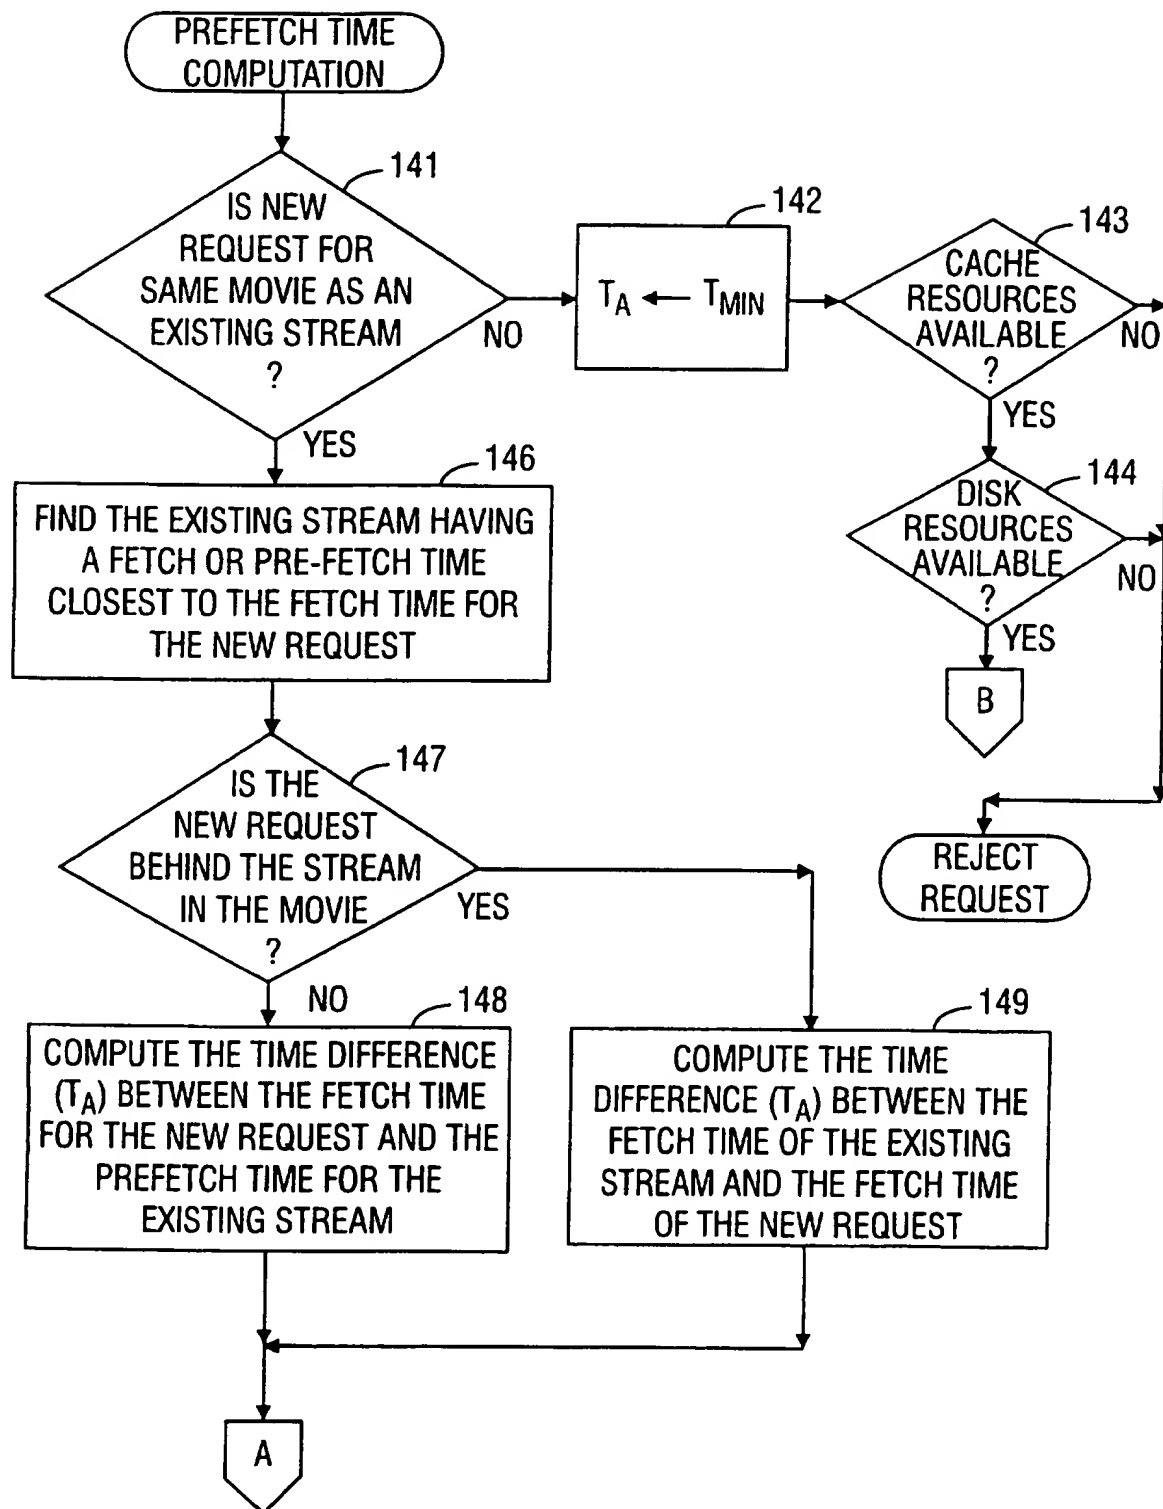 PREFETCH TIME
COMPUTATION
141
IS NEW
REQUEST FOR
SAME MOVIE AS AN
EXISTING STREAM
?
NO
YES
142
T_A ← T_MIN
143
CACHE
RESOURCES
AVAILABLE
?
NO
YES
144
DISK
RESOURCES
AVAILABLE
?
NO
YES
B
REJECT
REQUEST
146
FIND THE EXISTING STREAM HAVING
A FETCH OR PRE-FETCH TIME
CLOSEST TO THE FETCH TIME FOR
THE NEW REQUEST
147
IS THE
NEW REQUEST
BEHIND THE STREAM
IN THE MOVIE
?
YES
NO
148
COMPUTE THE TIME DIFFERENCE
(T_A) BETWEEN THE FETCH TIME
FOR THE NEW REQUEST AND THE
PREFETCH TIME FOR THE
EXISTING STREAM
149
COMPUTE THE TIME
DIFFERENCE (T_A) BETWEEN THE
FETCH TIME OF THE EXISTING
STREAM AND THE FETCH TIME
OF THE NEW REQUEST
A